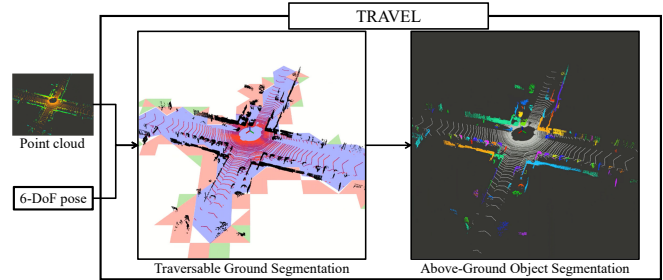 TRAVEL
Point cloud
6-DoF pose
Traversable Ground Segmentation
Above-Ground Object Segmentation